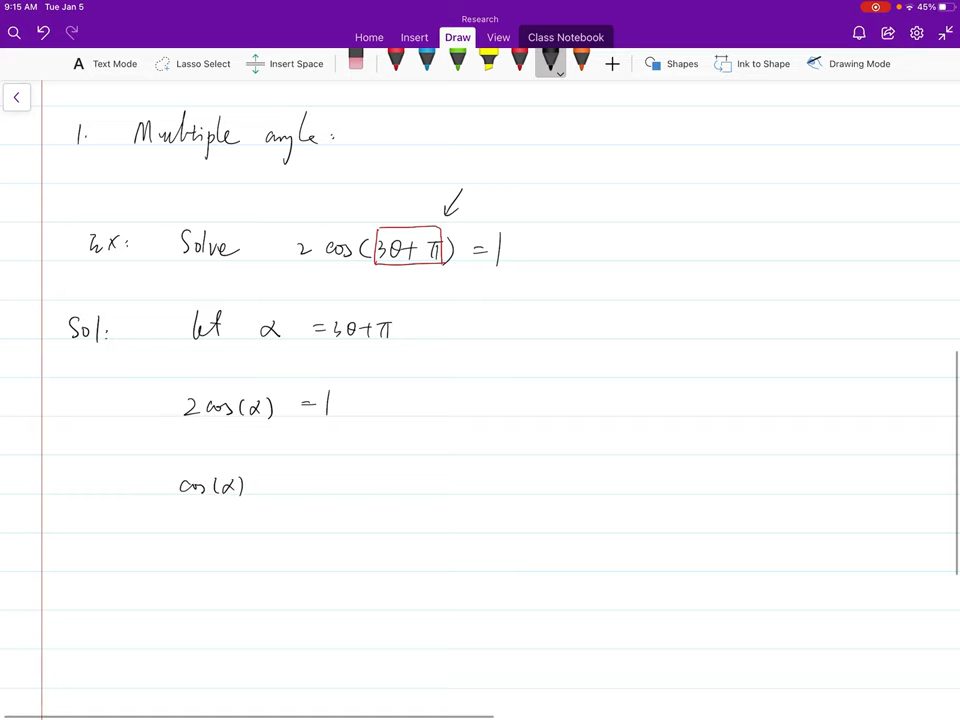 9:15 AM Tue Jan 5
45%
Research
Home Insert Draw View Class Notebook
A Text Mode Lasso Select Insert Space Shapes Ink to Shape Drawing Mode
1. Multiple angle:
Ex: Solve 2 cos(3θ+π) = 1
Sol: let α = 3θ+π
2 cos(α) = 1
cos(α)